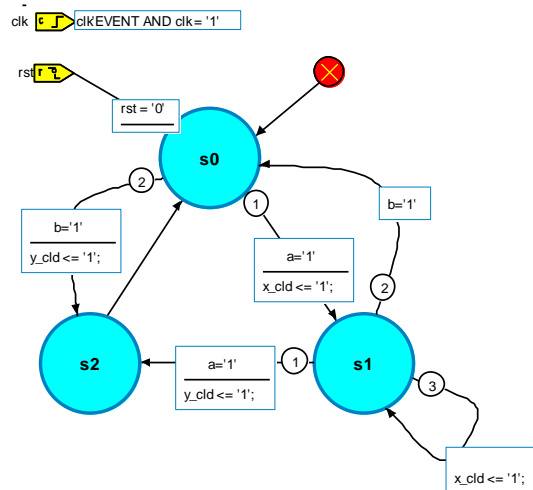 clk
c
clk'EVENT AND clk = '1'
rst
r
rst = '0'
s0
2
1
b='1'
b='1'
y_cld <= '1';
a='1'
x_cld <= '1';
2
s2
a='1'
y_cld <= '1';
1
s1
3
x_cld <= '1';